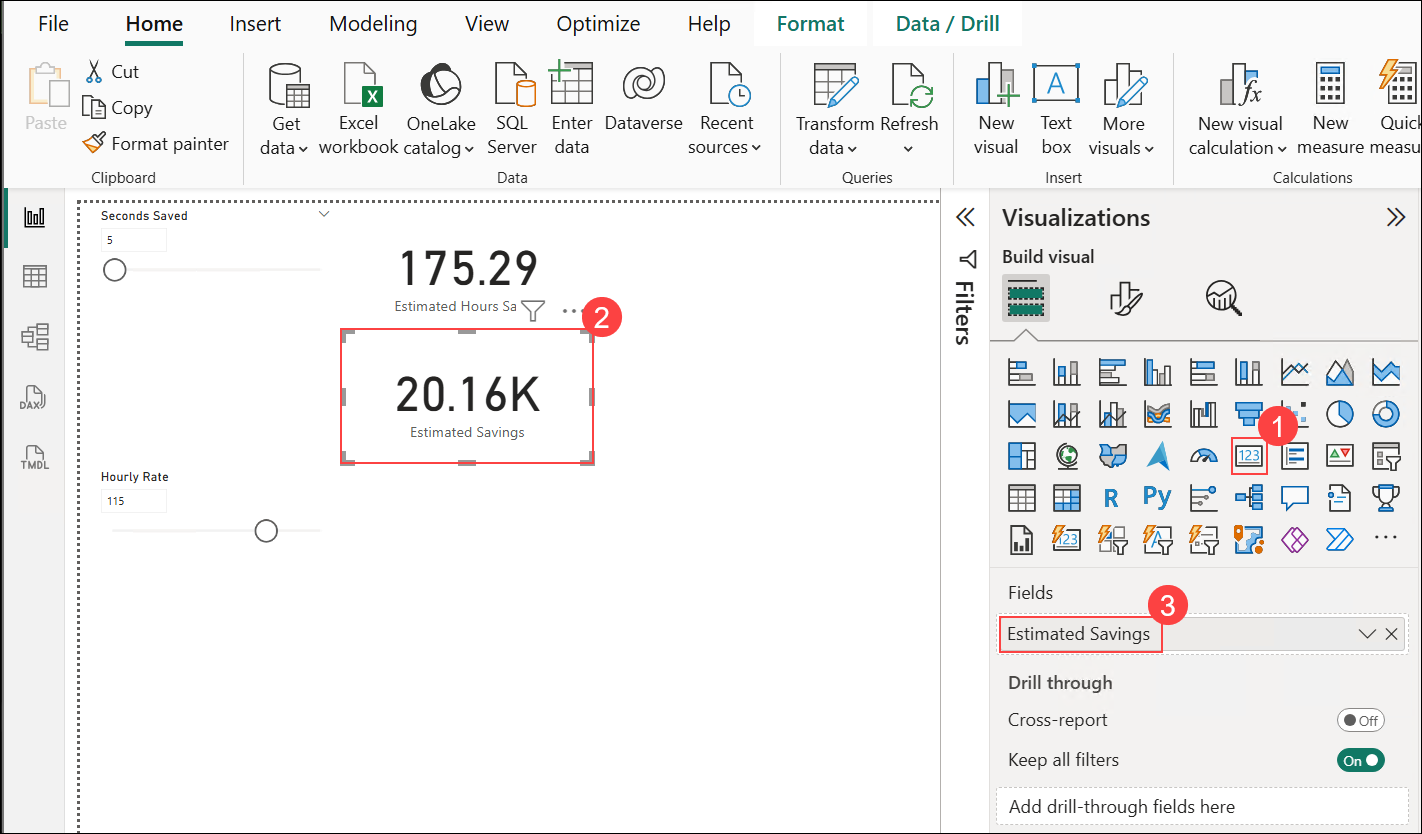 File Home Insert Modeling View Optimize Help Format Data / Drill
Paste
Cut
Copy
Format painter
Clipboard
Get
data
Excel
workbook
OneLake
catalog
SQL
Server
Enter
data
Dataverse
Recent
sources
Data
Transform
data
Refresh
Queries
New
visual
A
Text
box
More
visuals
Insert
fx
New visual
calculation
New
measure
Quick
measu
Calculations
Seconds Saved
5
175.29
Estimated Hours Sa
2
20.16K
Estimated Savings
Hourly Rate
115
DAX
TMDL
Filters
Visualizations
Build visual
1
123
R
Py
123
Fields
3
Estimated Savings
Drill through
Cross-report
Off
Keep all filters
On
Add drill-through fields here